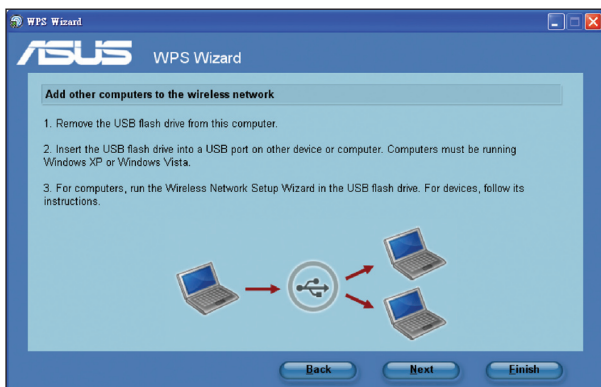 WPS Wizard
ASUS WPS Wizard
Add other computers to the wireless network
1. Remove the USB flash drive from this computer.
2. Insert the USB flash drive into a USB port on other device or computer. Computers must be running
Windows XP or Windows Vista.
3. For computers, run the Wireless Network Setup Wizard in the USB flash drive. For devices, follow its
instructions.
Back Next Finish